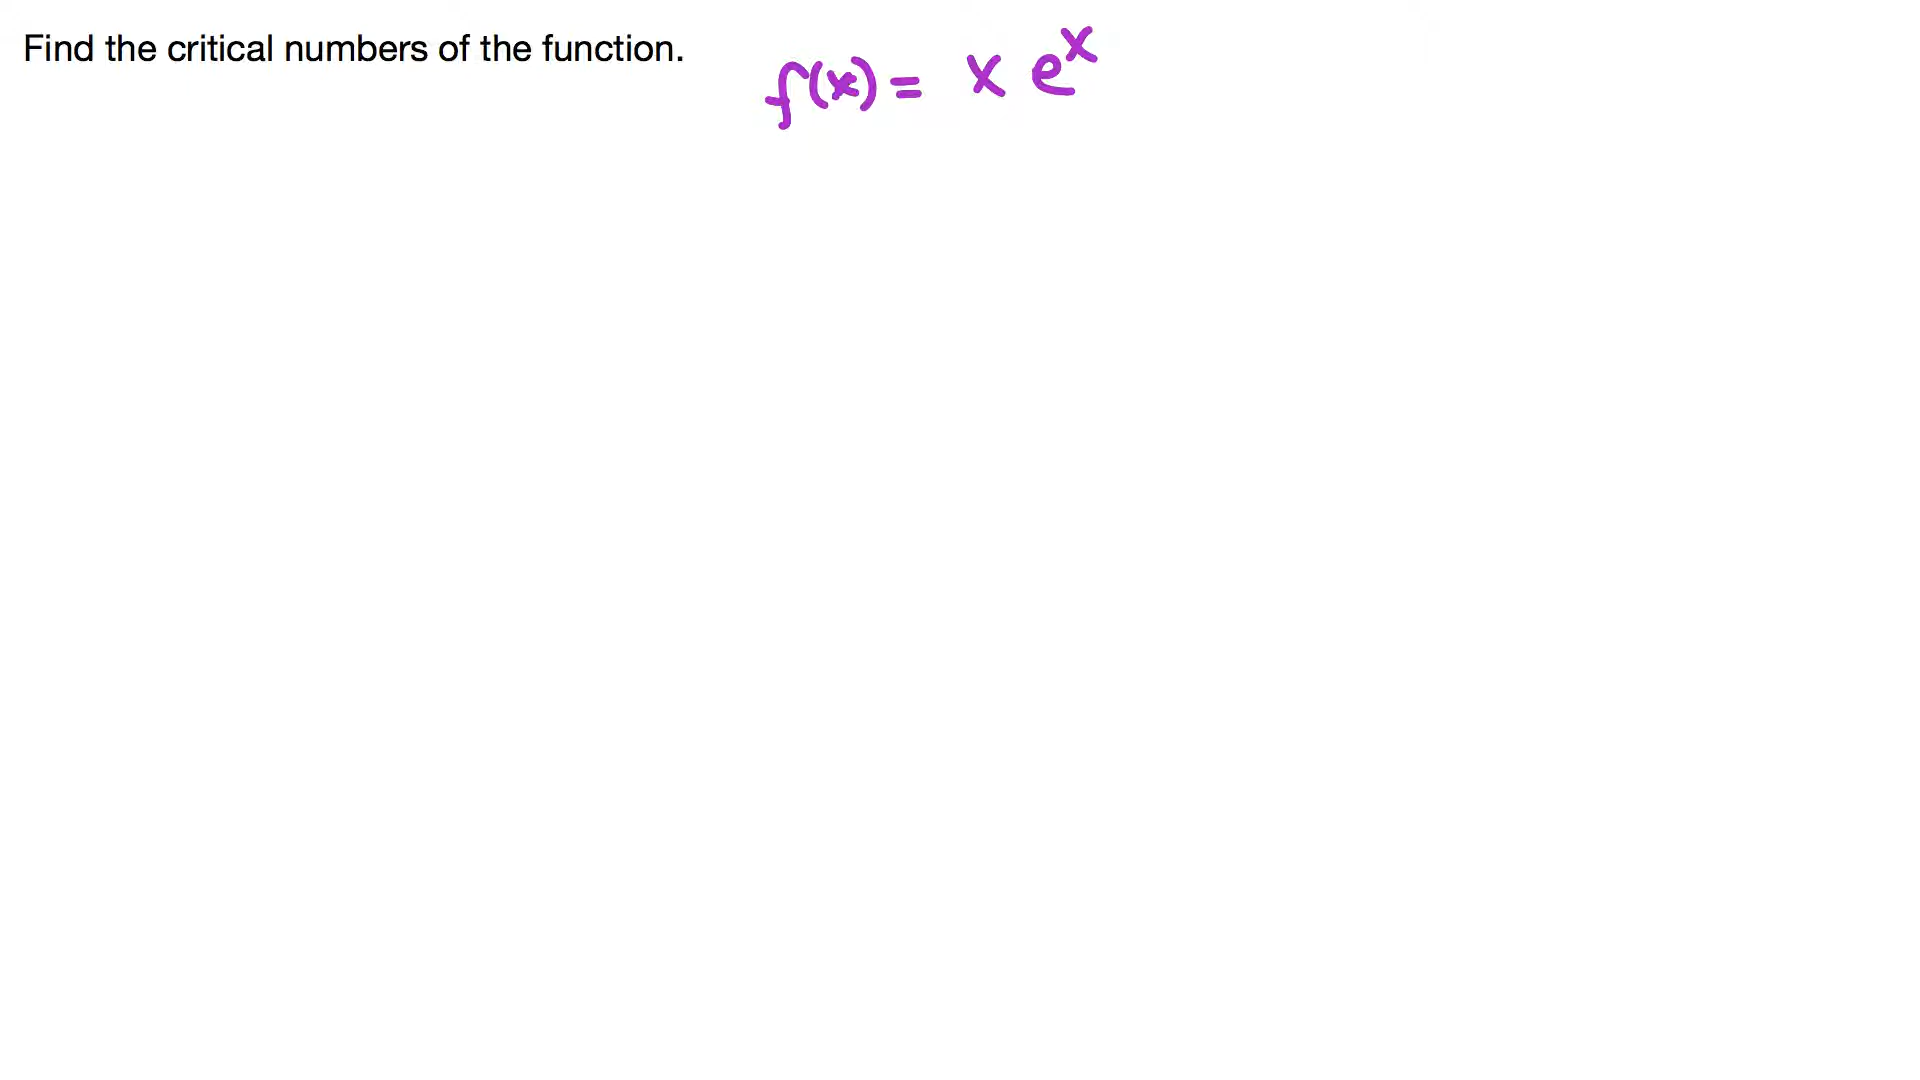 Find the critical numbers of the function. f(x) = x e^x